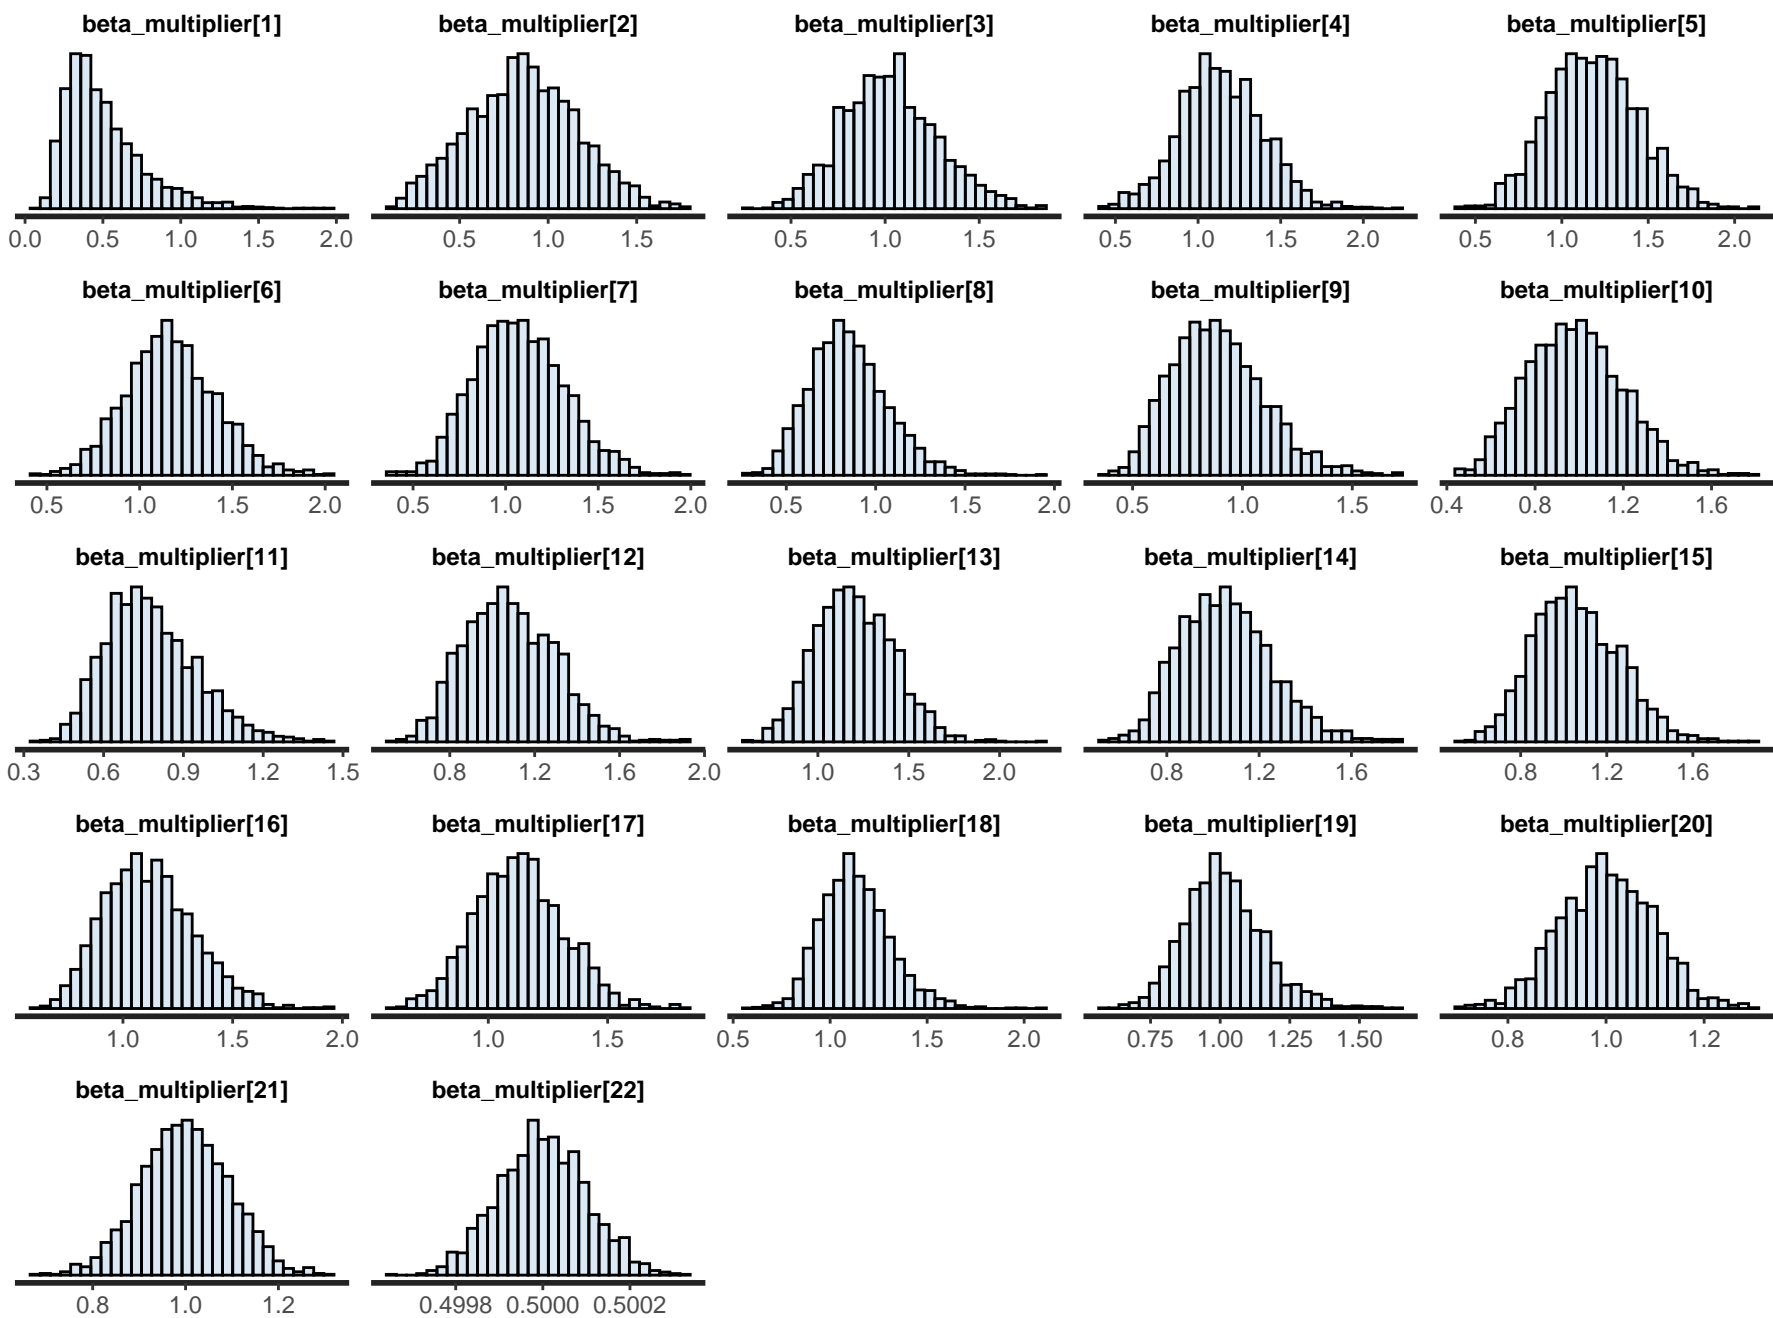 beta_multiplier[1] beta_multiplier[2] beta_multiplier[3] beta_multiplier[4] beta_multiplier[5]
0.0 0.5 1.0 1.5 2.0 0.5 1.0 1.5 0.5 1.0 1.5 0.5 1.0 1.5 2.0 0.5 1.0 1.5 2.0
beta_multiplier[6] beta_multiplier[7] beta_multiplier[8] beta_multiplier[9] beta_multiplier[10]
0.5 1.0 1.5 2.0 0.5 1.0 1.5 2.0 0.5 1.0 1.5 2.0 0.5 1.0 1.5 0.4 0.8 1.2 1.6
beta_multiplier[11] beta_multiplier[12] beta_multiplier[13] beta_multiplier[14] beta_multiplier[15]
0.3 0.6 0.9 1.2 1.5 0.8 1.2 1.6 2.0 1.0 1.5 2.0 0.8 1.2 1.6 0.8 1.2 1.6
beta_multiplier[16] beta_multiplier[17] beta_multiplier[18] beta_multiplier[19] beta_multiplier[20]
1.0 1.5 2.0 1.0 1.5 0.5 1.0 1.5 2.0 0.75 1.00 1.25 1.50 0.8 1.0 1.2
beta_multiplier[21] beta_multiplier[22]
0.8 1.0 1.2 0.4998 0.5000 0.5002